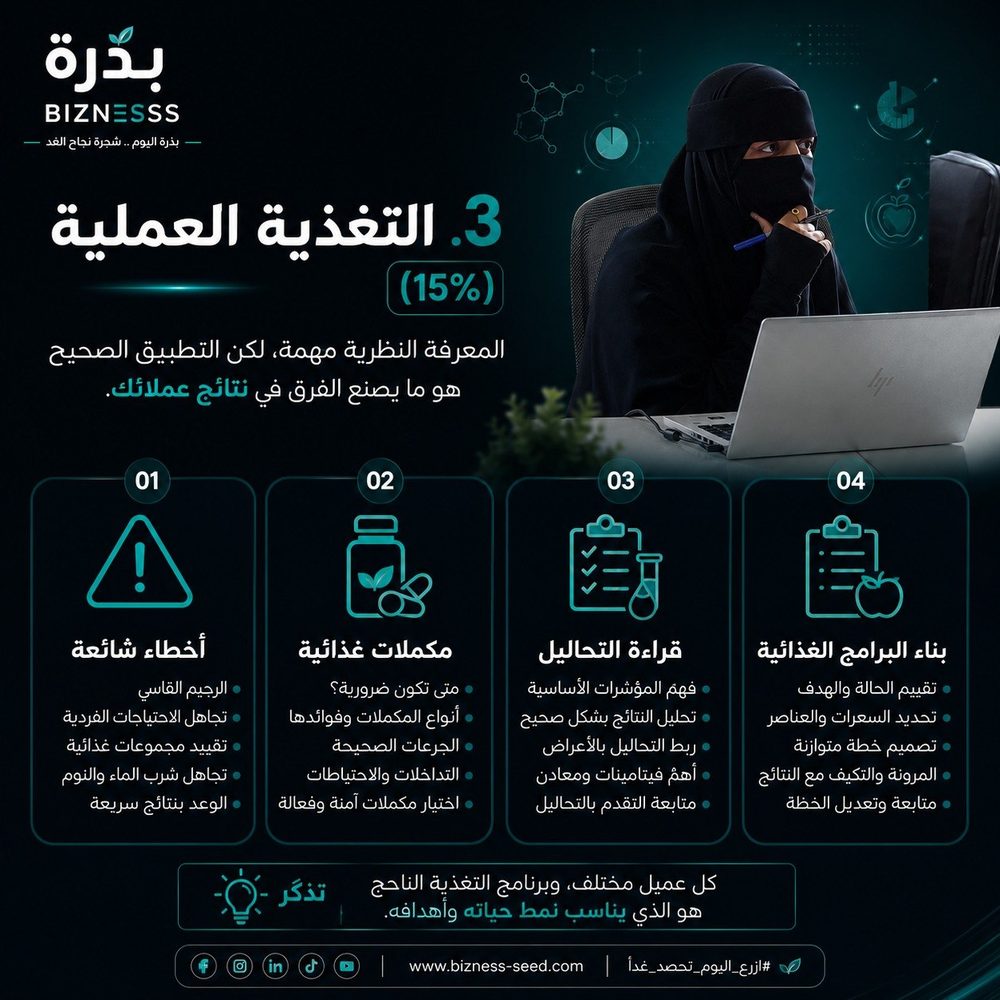 بذرة
BIZNESSS
بذرة اليوم .. شجرة نجاح الغد
3. التغذية العملية
(15%)
المعرفة النظرية مهمة، لكن التطبيق الصحيح
هو ما يصنع الفرق في نتائج عملائك.
hp
01
أخطاء شائعة
الرجيم القاسي
تجاهل الاحتياجات الفردية
تقييد مجموعات غذائية
تجاهل شرب الماء والنوم
الوعد بنتائج سريعة
02
مكملات غذائية
متى تكون ضرورية؟
أنواع المكملات وفوائدها
الجرعات الصحيحة
التداخلات والاحتياطات
اختيار مكملات آمنة وفعالة
03
قراءة التحاليل
فهم المؤشرات الأساسية
تحليل النتائج بشكل صحيح
ربط التحاليل بالأعراض
أهم فيتامينات ومعادن
متابعة التقدم بالتحاليل
04
بناء البرامج الغذائية
تقييم الحالة والهدف
تحديد السعرات والعناصر
تصميم خطة متوازنة
المرونة والتكيف مع النتائج
متابعة وتعديل الخظة
تذكّر
كل عميل مختلف، وبرنامج التغذية الناجح
هو الذي يناسب نمط حياته وأهدافه.
#ازرع_اليوم_تحصد_غداً
www.bizness-seed.com